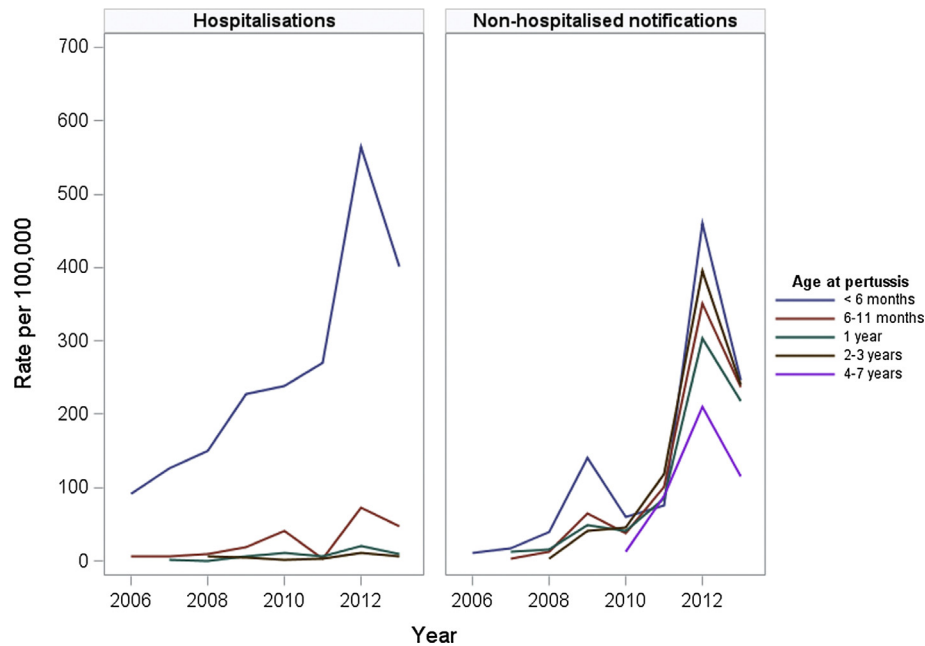 Hospitalisations
Non-hospitalised notifications
700
600
500
400
300
200
100
0
Rate per 100,000
2006
2008
2010
2012
2006
2008
2010
2012
Year
Age at pertussis
< 6 months
6-11 months
1 year
2-3 years
4-7 years